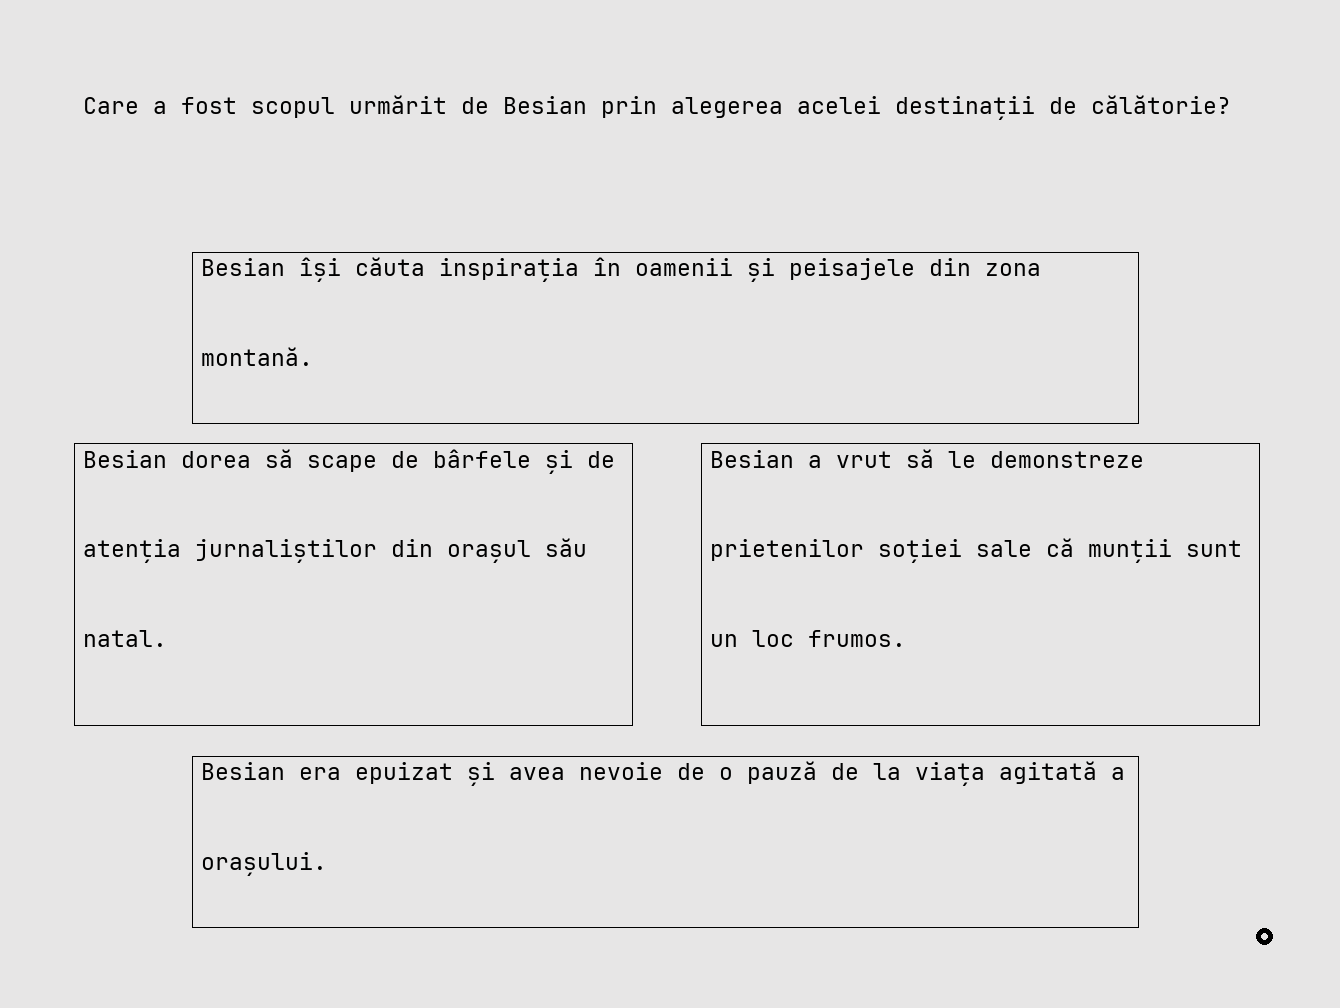 Care a fost scopul urmărit de Besian prin alegerea acelei destinații de călătorie?
Besian își căuta inspirația în oamenii și peisajele din zona
montană.
Besian dorea să scape de bârfele și de
atenția jurnaliștilor din orașul său
natal.
Besian a vrut să le demonstreze
prietenilor soției sale că munții sunt
un loc frumos.
Besian era epuizat și avea nevoie de o pauză de la viața agitată a
orașului.